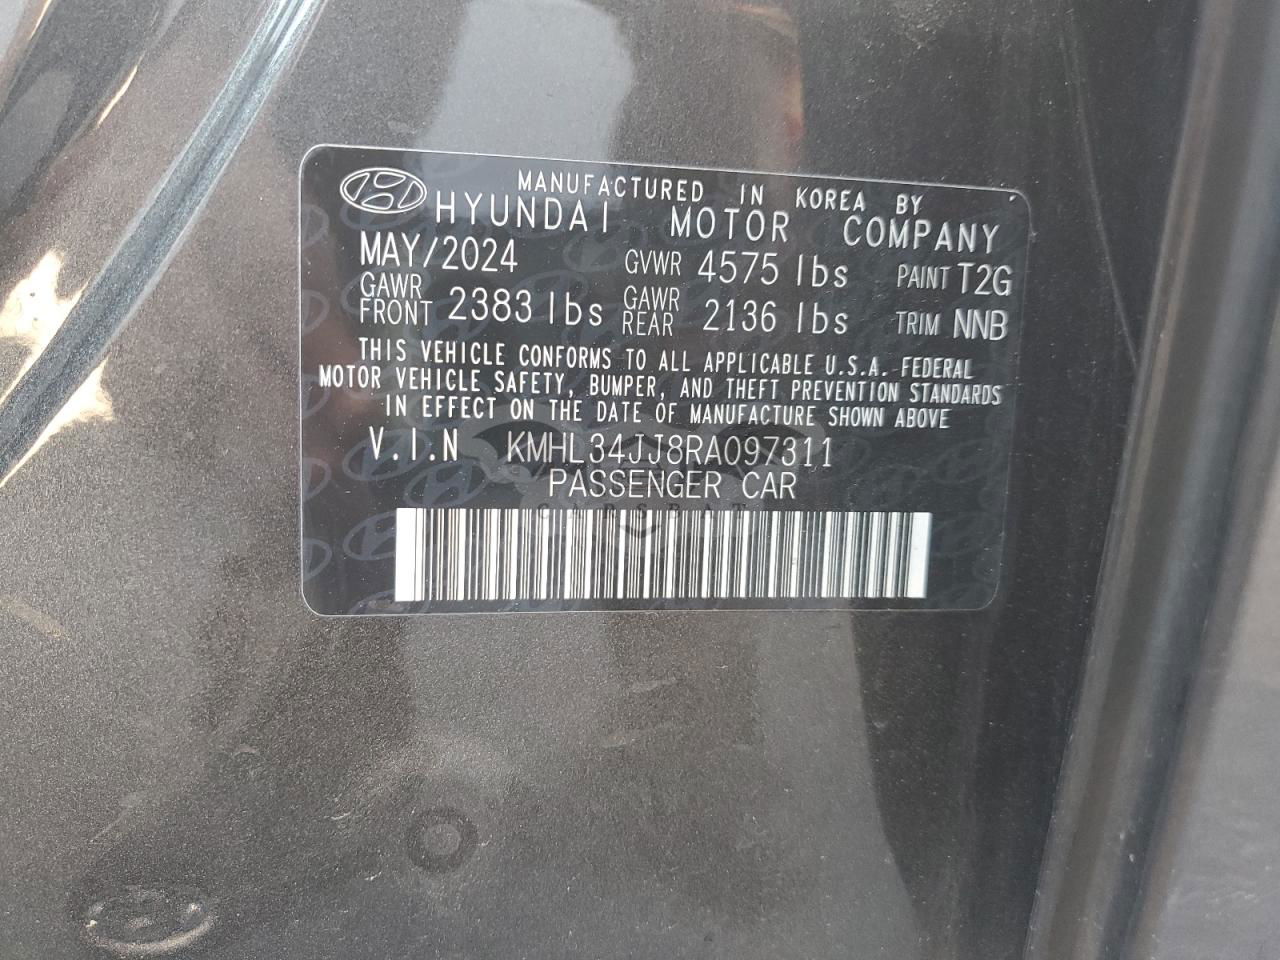 MANUFACTURED IN KOREA BY
HYUNDAI MOTOR COMPANY
MAY/2024 GVWR 4575 lbs PAINT T2G
GAWR FRONT 2383 lbs GAWR REAR 2136 lbs TRIM NNB
THIS VEHICLE CONFORMS TO ALL APPLICABLE U.S.A. FEDERAL
MOTOR VEHICLE SAFETY, BUMPER, AND THEFT PREVENTION STANDARDS
IN EFFECT ON THE DATE OF MANUFACTURE SHOWN ABOVE
V.I.N KMHL34JJ8RA097311
PASSENGER CAR